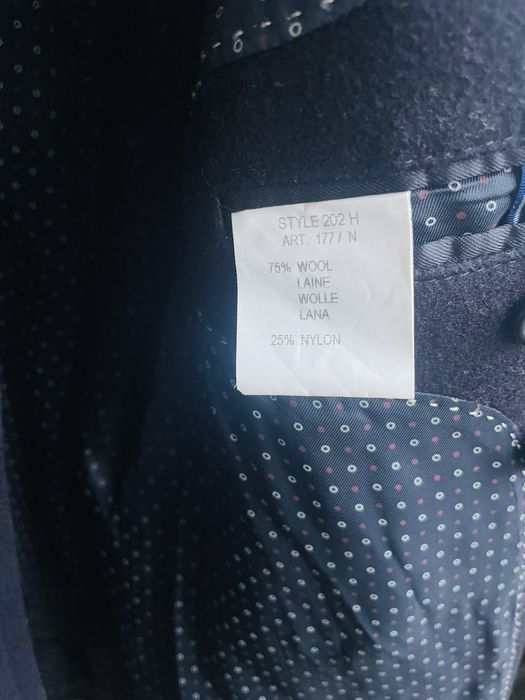 STYLE 202 H
ART. 177 / N
75% WOOL
LAINE
WOLLE
LANA
25% NYLON